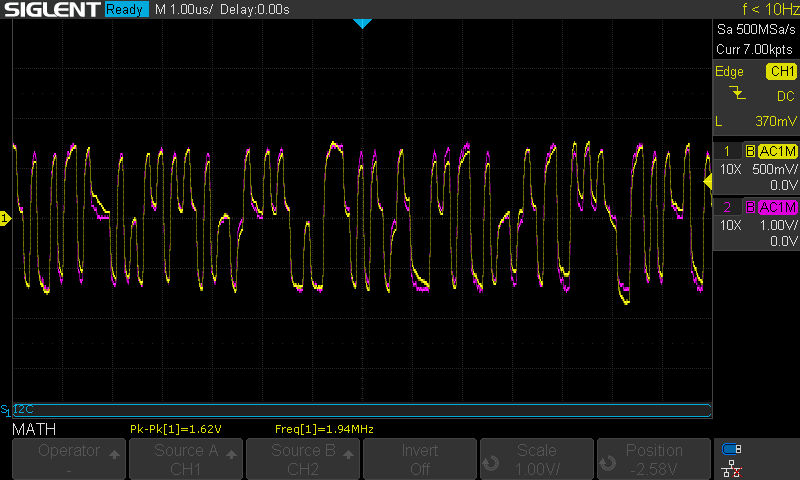 SIGLENT Ready M 1.00us/ Delay:0.00s f < 10Hz
Sa 500MSa/s
Curr 7.00kpts
Edge CH1
DC
L 370mV
1 B AC1M
10X 500mV/
0.0V
2 B AC1M
10X 1.00V/
0.0V
1
S1 I2C
MATH Pk-Pk[1]=1.62V Freq[1]=1.94MHz
Operator Source A Source B Invert Scale Position
- CH1 CH2 Off 1.00V/ -2.58V